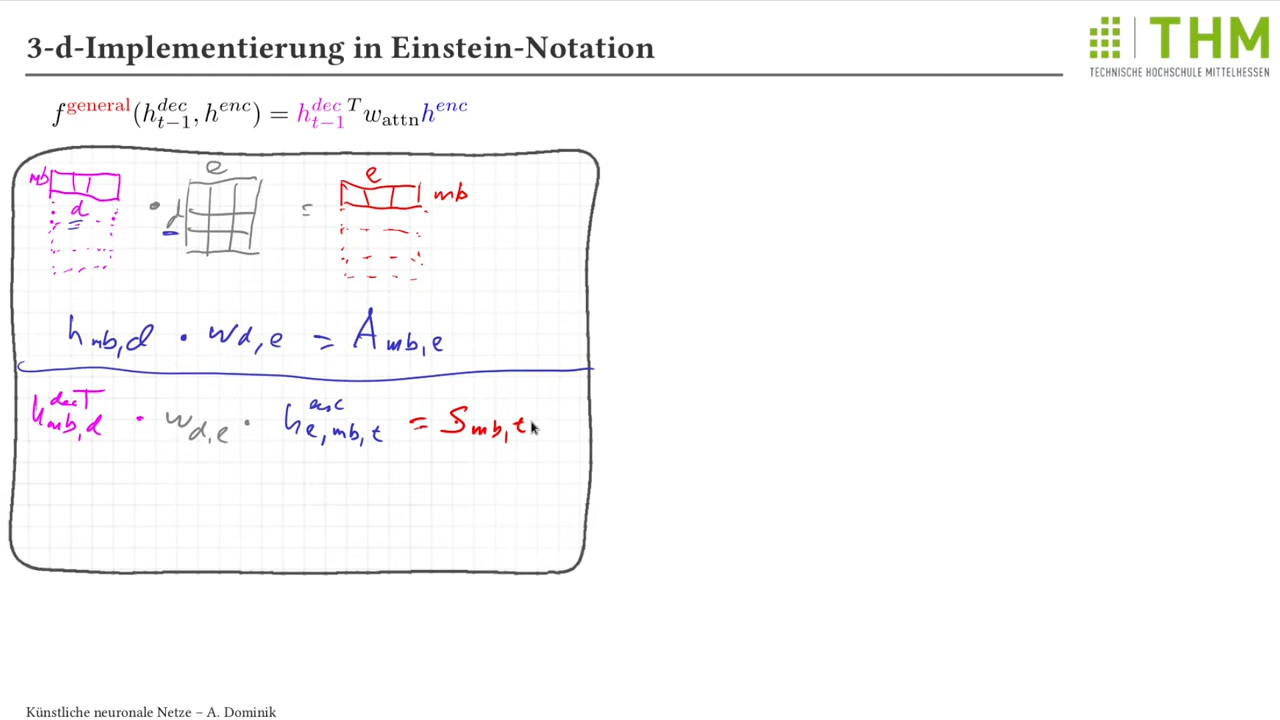 3-d-Implementierung in Einstein-Notation
THM
TECHNISCHE HOCHSCHULE MITTELHESSEN
f^general(h^dec_t−1, h^enc) = h^dec_t−1^T w_attn h^enc
mb d · d e = e mb
h_mb,d · w_d,e = A_mb,e
h^decT_mb,d · w_d,e · h^enc_e,mb,t = S_mb,t
Künstliche neuronale Netze – A. Dominik